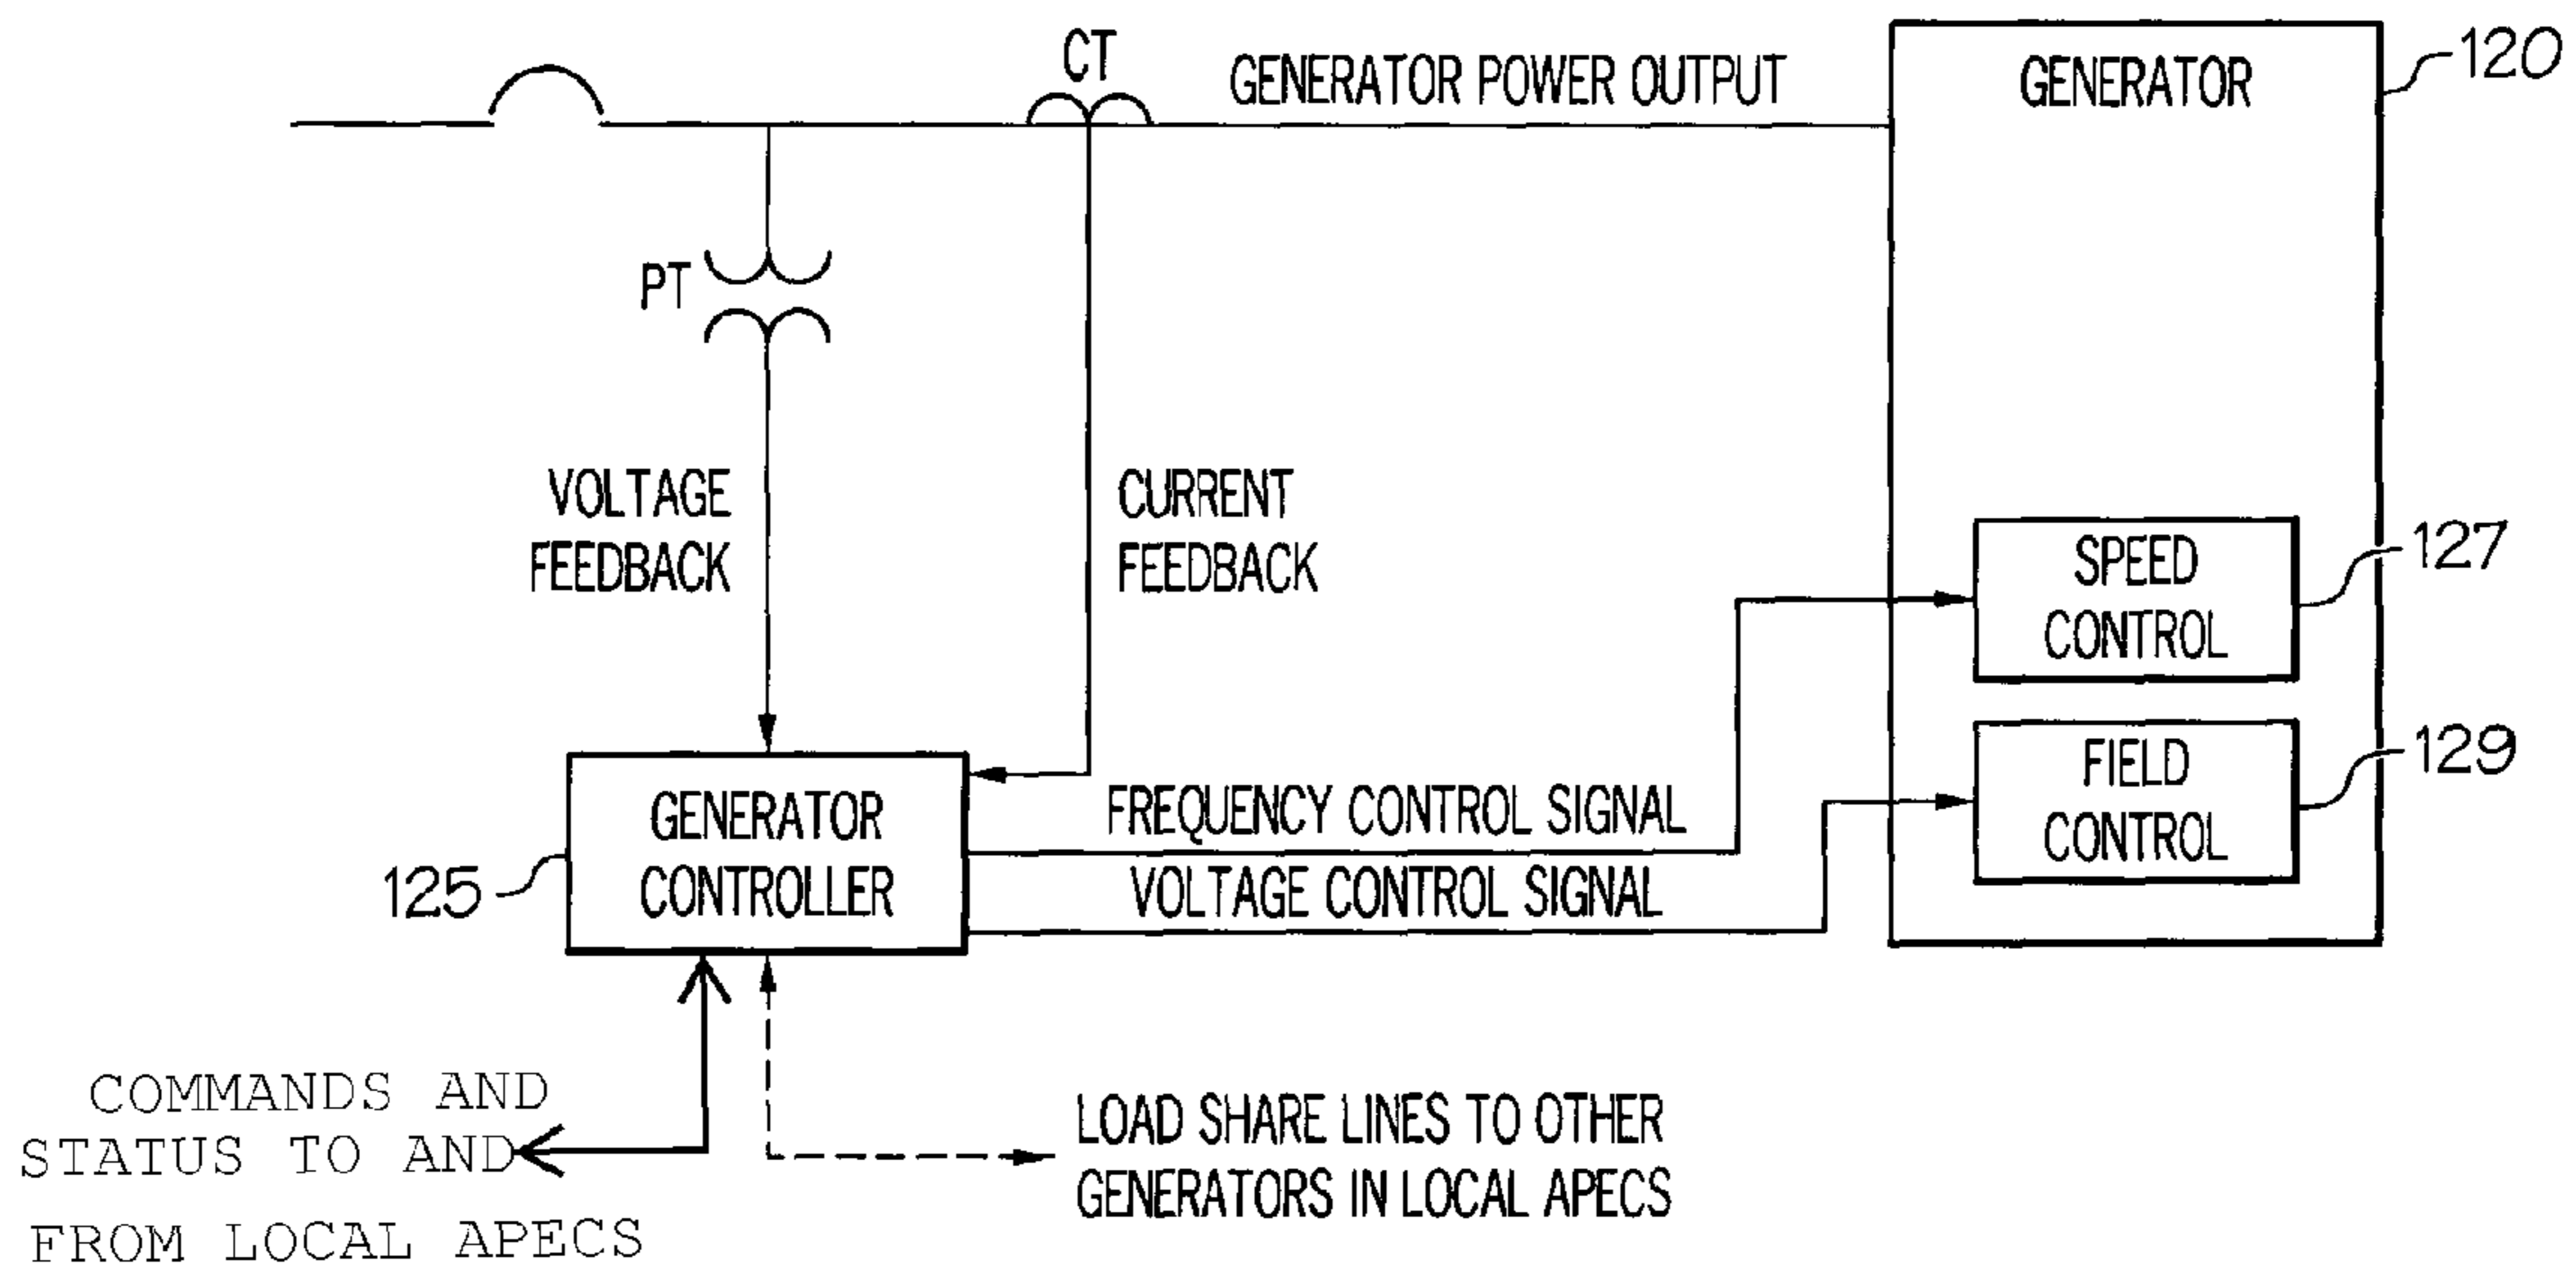 CT
GENERATOR POWER OUTPUT
GENERATOR
120
PT
VOLTAGE
FEEDBACK
CURRENT
FEEDBACK
SPEED
CONTROL
127
FIELD
CONTROL
129
GENERATOR
CONTROLLER
125
FREQUENCY CONTROL SIGNAL
VOLTAGE CONTROL SIGNAL
COMMANDS AND
STATUS TO AND
FROM LOCAL APECS
LOAD SHARE LINES TO OTHER
GENERATORS IN LOCAL APECS